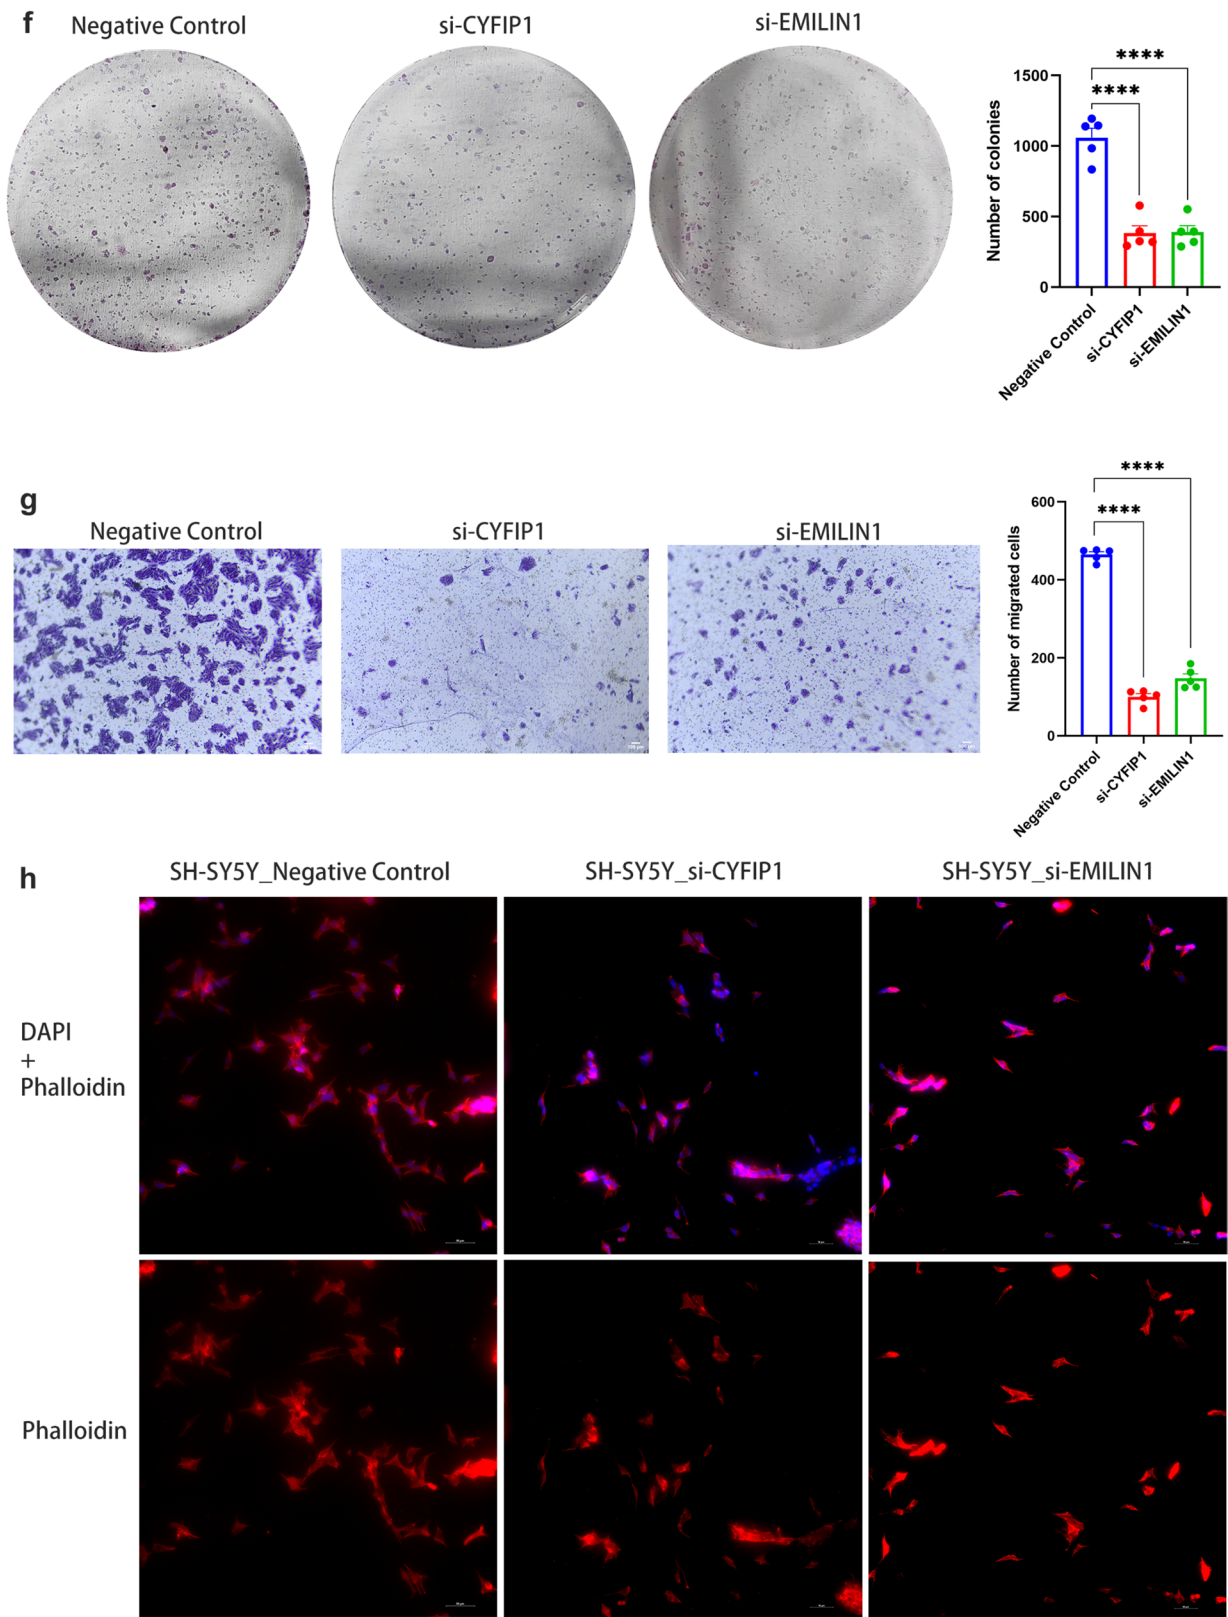 f
Negative Control
si-CYFIP1
si-EMILIN1
****
****
1500
1000
500
0
Number of colonies
Negative Control
si-CYFIP1
si-EMILIN1
g
Negative Control
si-CYFIP1
si-EMILIN1
****
****
600
400
200
0
Number of migrated cells
Negative Control
si-CYFIP1
si-EMILIN1
h
SH-SY5Y_Negative Control
SH-SY5Y_si-CYFIP1
SH-SY5Y_si-EMILIN1
DAPI
+
Phalloidin
Phalloidin